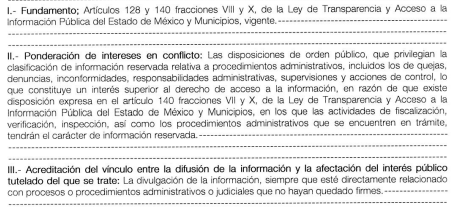 I.- Fundamento; Artículos 128 y 140 fracciones VIII y X, de la Ley de Transparencia y Acceso a la
Información Pública del Estado de México y Municipios, vigente.-----------------------------------------
II.- Ponderación de intereses en conflicto: Las disposiciones de orden público, que privilegian la
clasificación de información reservada relativa a procedimientos administrativos, incluidos los de quejas,
denuncias, inconformidades, responsabilidades administrativas, supervisiones y acciones de control, lo
que constituye un interés superior al derecho de acceso a la información, en razón de que existe
disposición expresa en el artículo 140 fracciones VII y X, de la Ley de Transparencia y Acceso a la
Información Pública del Estado de México y Municipios, en los que las actividades de fiscalización,
verificación, inspección, así como los procedimientos administrativos que se encuentren en trámite,
tendrán el carácter de información reservada.----------------------------------------------------------
III.- Acreditación del vínculo entre la difusión de la información y la afectación del interés público
tutelado del que se trate: La divulgación de la información, siempre que esté directamente relacionado
con procesos o procedimientos administrativos o judiciales que no hayan quedado firmes.-----------------